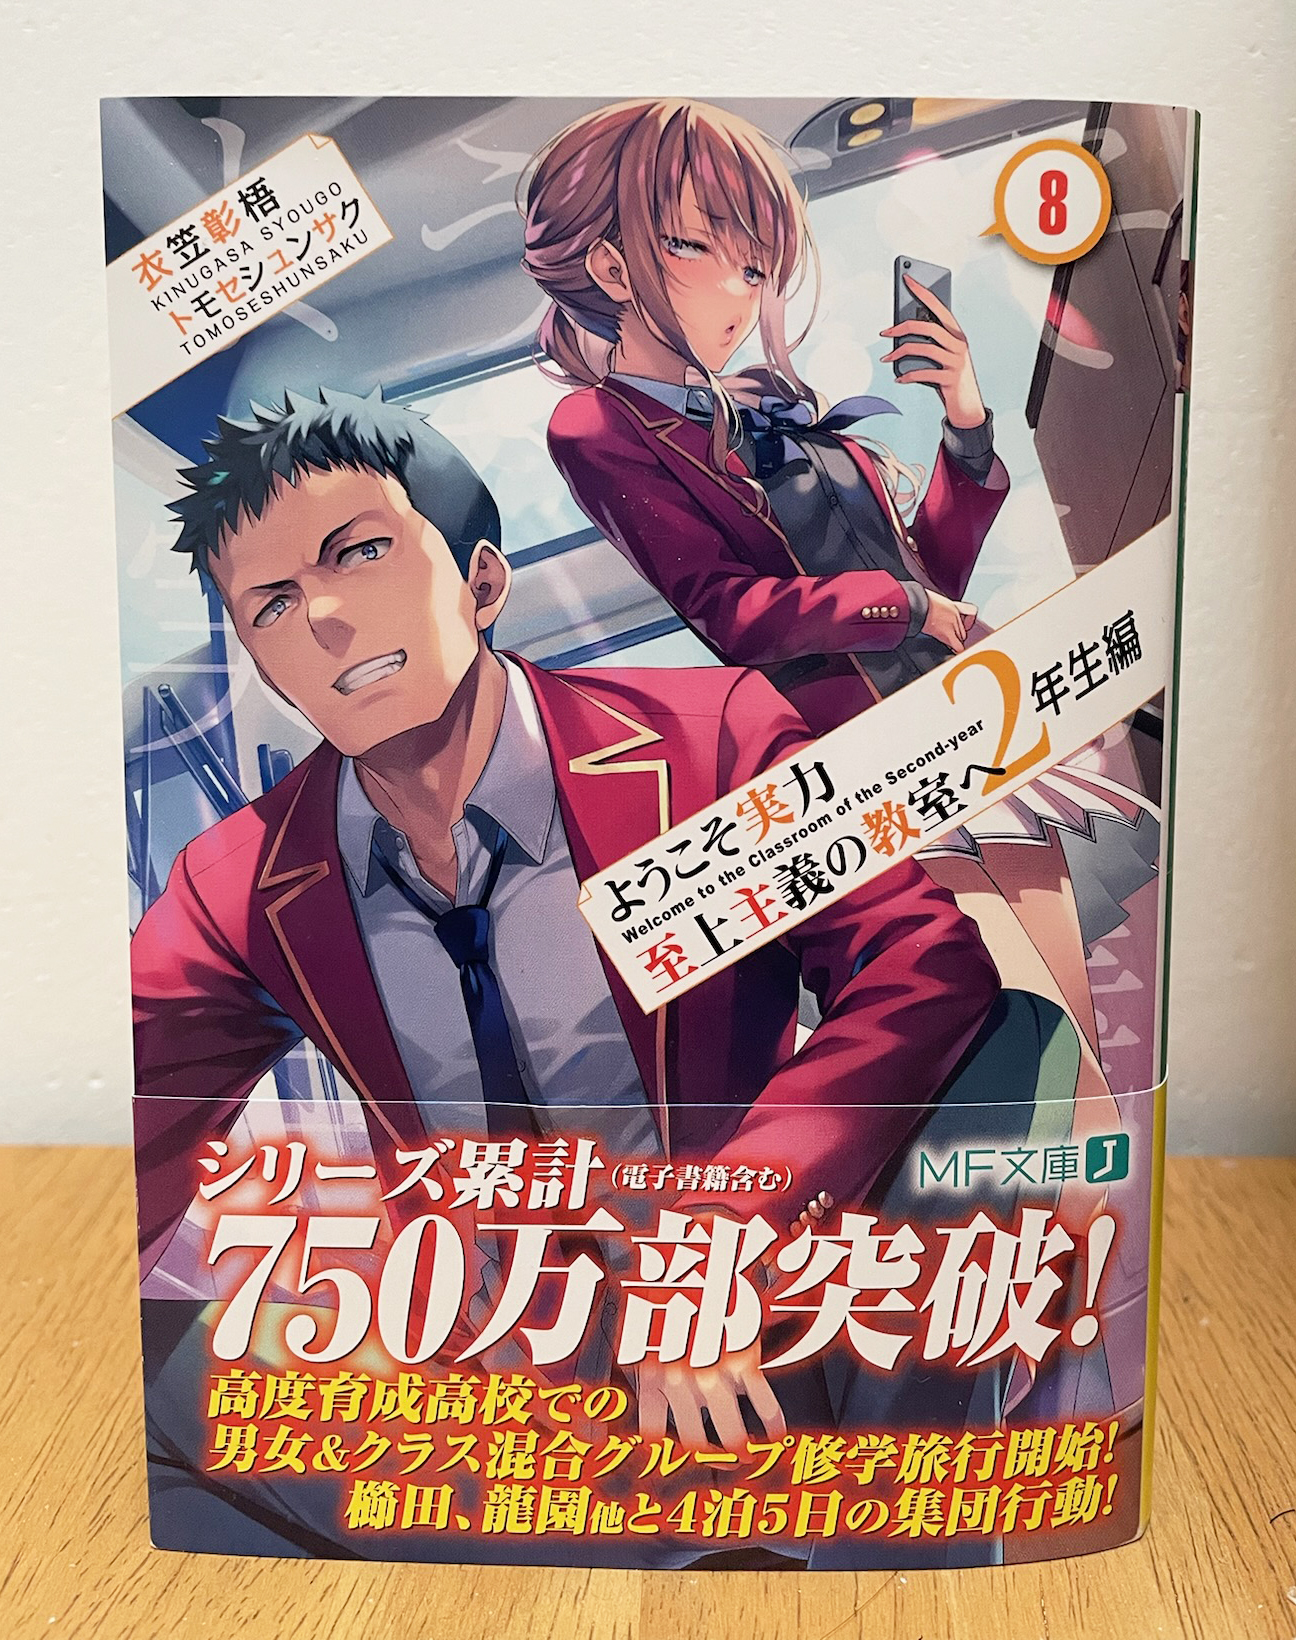 衣笠彰梧
KINUGASA SYOUGO
トモセシュンサク
TOMOSESHUNSAKU
8
ようこそ実力
Welcome to the Classroom of the Second-year
至上主義の教室へ2年生編
シリーズ累計(電子書籍含む)
MF文庫J
750万部突破!
高度育成高校での
男女&クラス混合グループ修学旅行開始!
櫛田、龍園他と4泊5日の集団行動!